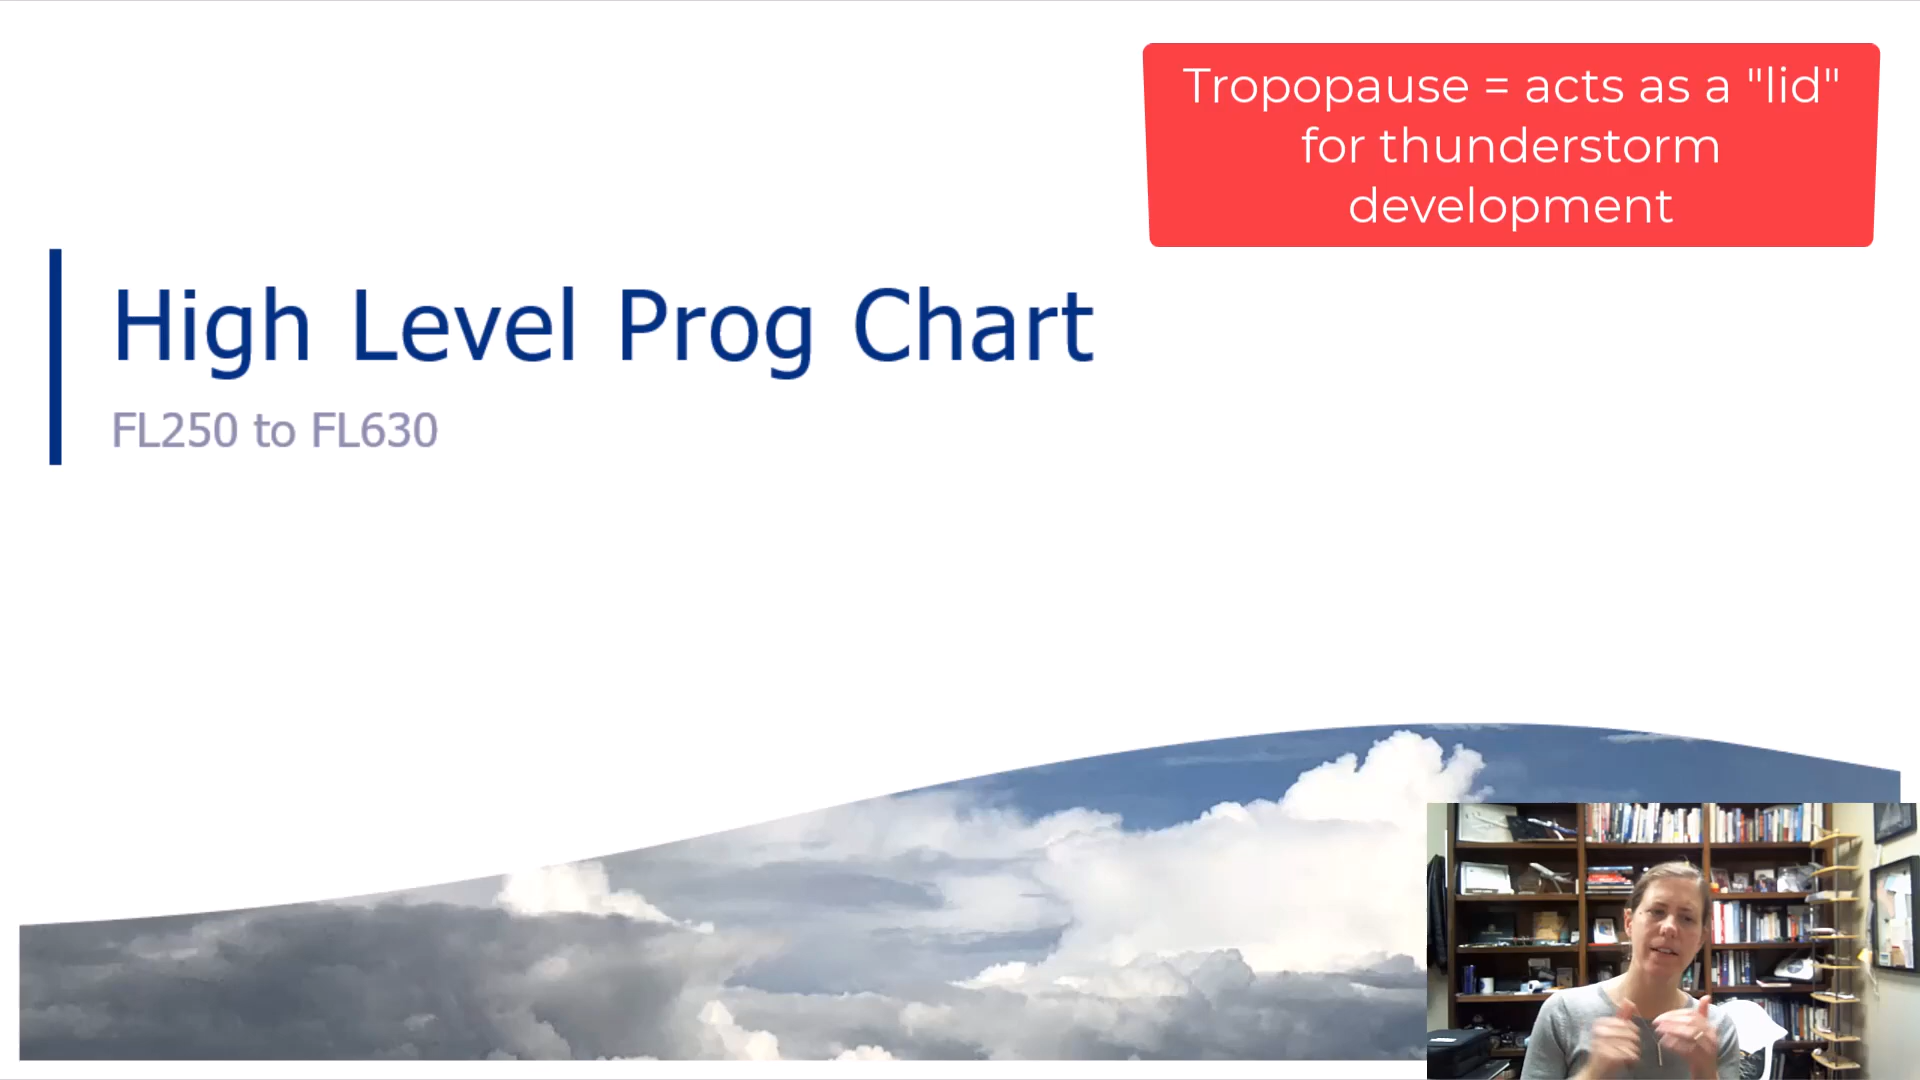 Tropopause = acts as a "lid"
for thunderstorm
development
High Level Prog Chart
FL250 to FL630